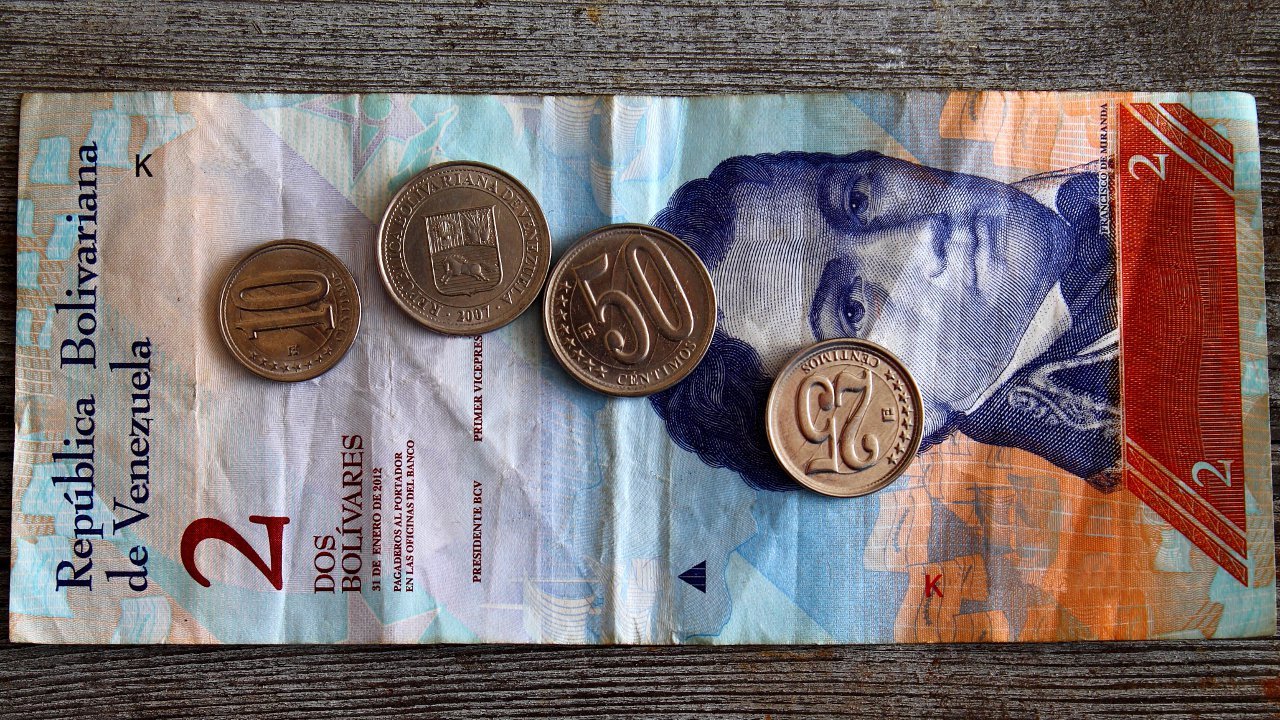 República Bolivariana
de Venezuela
K
2
DOS
BOLÍVARES
31 DE ENERO DE 2012
PAGADEROS AL PORTADOR
EN LAS OFICINAS DEL BANCO
PRESIDENTE BCV
PRIMER VICEPRES
10
CÉNTIMOS
REPÚBLICA BOLIVARIANA DE VENEZUELA
2007
50
CÉNTIMOS
25
CÉNTIMOS
K
FRANCISCO DE MIRANDA
2
2